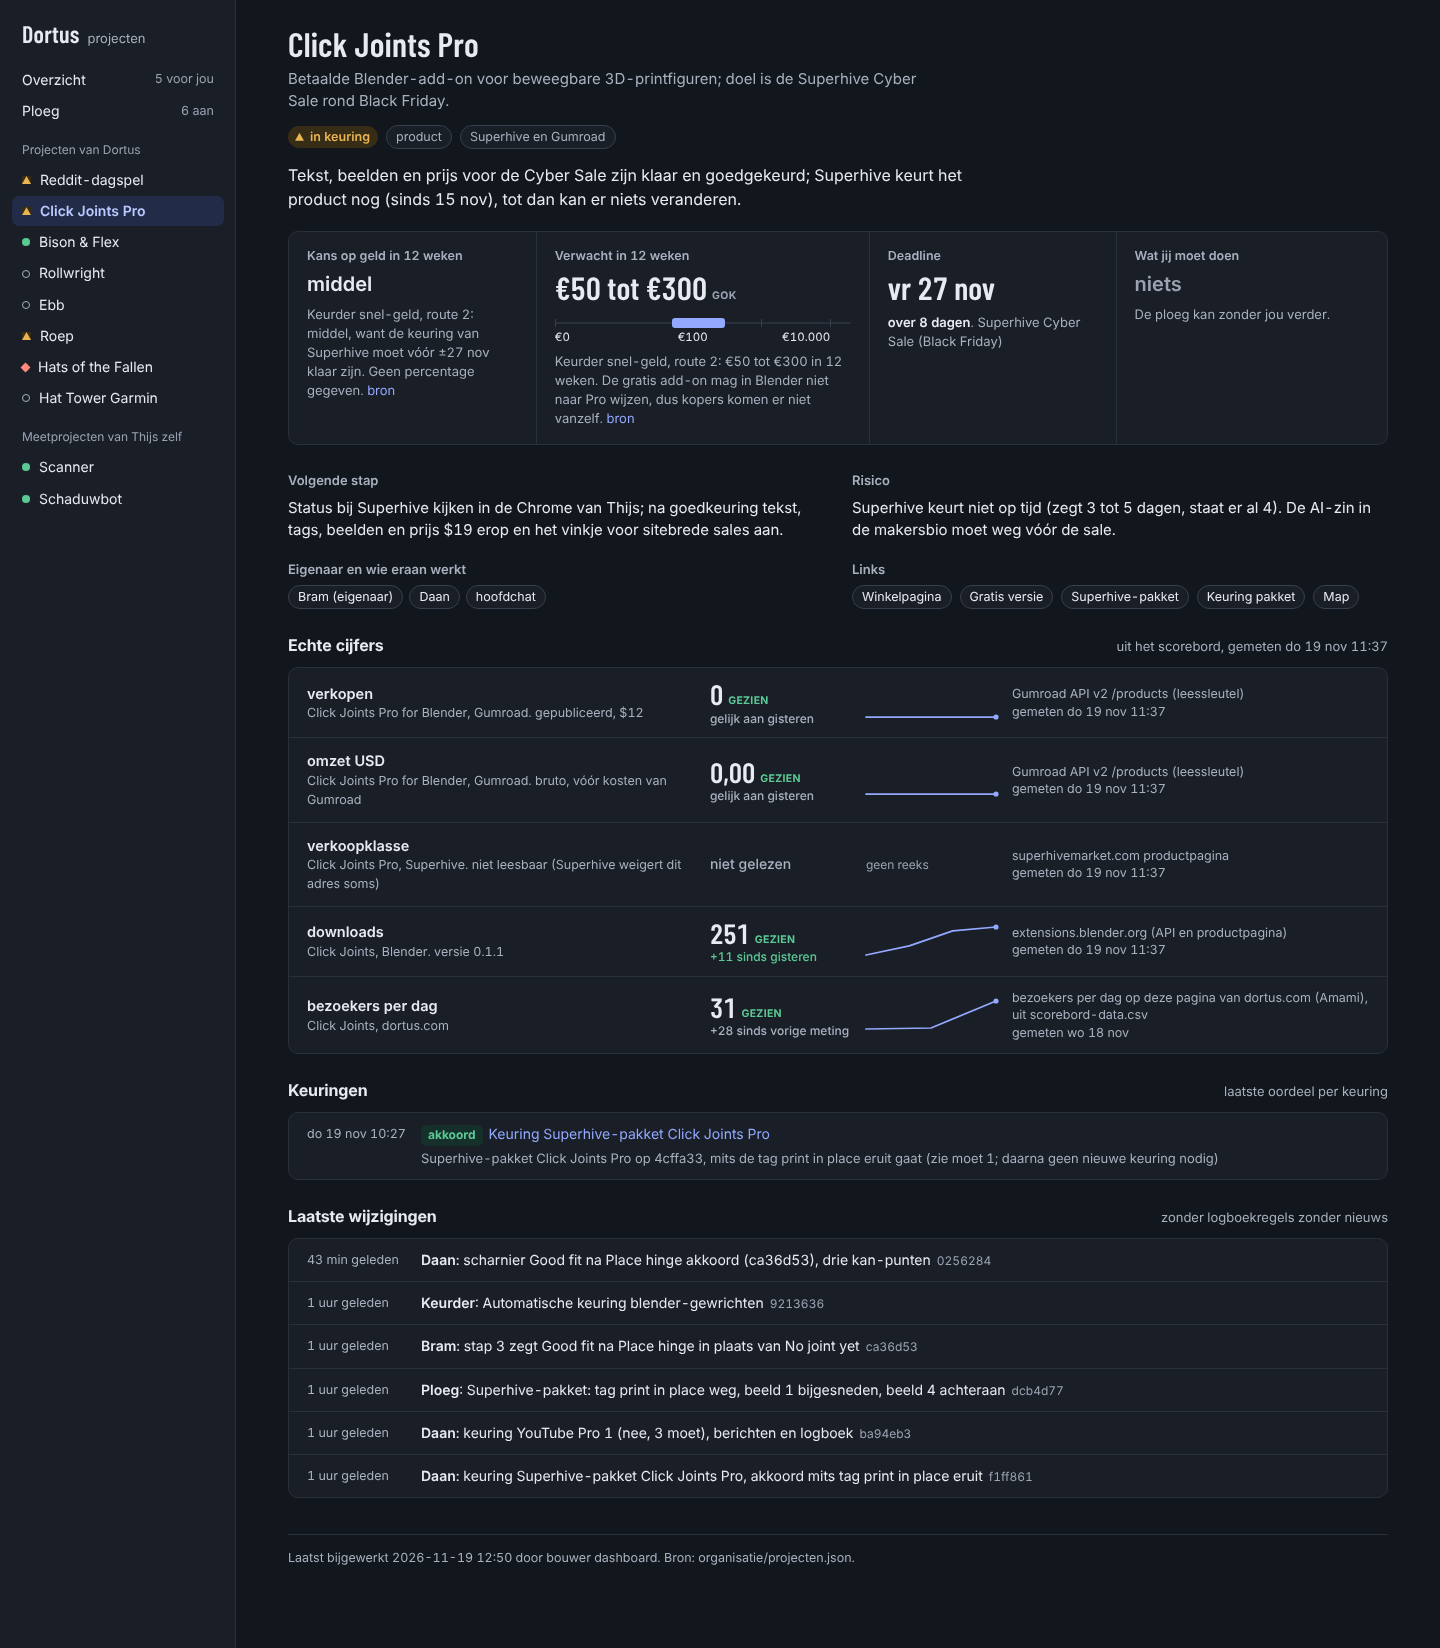 Dortus projecten
Overzicht 5 voor jou
Ploeg 6 aan
Projecten van Dortus
Reddit-dagspel
Click Joints Pro
Bison & Flex
Rollwright
Ebb
Roep
Hats of the Fallen
Hat Tower Garmin
Meetprojecten van Thijs zelf
Scanner
Schaduwbot
Click Joints Pro
Betaalde Blender-add-on voor beweegbare 3D-printfiguren; doel is de Superhive Cyber
Sale rond Black Friday.
in keuring product Superhive en Gumroad
Tekst, beelden en prijs voor de Cyber Sale zijn klaar en goedgekeurd; Superhive keurt het
product nog (sinds 15 nov), tot dan kan er niets veranderen.
Kans op geld in 12 weken
middel
Keurder snel-geld, route 2:
middel, want de keuring van
Superhive moet vóór ±27 nov
klaar zijn. Geen percentage
gegeven. bron
Verwacht in 12 weken
€50 tot €300 GOK
€0 €100 €10.000
Keurder snel-geld, route 2: €50 tot €300 in 12
weken. De gratis add-on mag in Blender niet
naar Pro wijzen, dus kopers komen er niet
vanzelf. bron
Deadline
vr 27 nov
over 8 dagen. Superhive Cyber
Sale (Black Friday)
Wat jij moet doen
niets
De ploeg kan zonder jou verder.
Volgende stap
Status bij Superhive kijken in de Chrome van Thijs; na goedkeuring tekst,
tags, beelden en prijs $19 erop en het vinkje voor sitebrede sales aan.
Risico
Superhive keurt niet op tijd (zegt 3 tot 5 dagen, staat er al 4). De AI-zin in
de makersbio moet weg vóór de sale.
Eigenaar en wie eraan werkt
Bram (eigenaar) Daan hoofdchat
Links
Winkelpagina Gratis versie Superhive-pakket Keuring pakket Map
Echte cijfers uit het scorebord, gemeten do 19 nov 11:37
verkopen
Click Joints Pro for Blender, Gumroad. gepubliceerd, $12
0 GEZIEN
gelijk aan gisteren
Gumroad API v2 /products (leessleutel)
gemeten do 19 nov 11:37
omzet USD
Click Joints Pro for Blender, Gumroad. bruto, vóór kosten van
Gumroad
0,00 GEZIEN
gelijk aan gisteren
Gumroad API v2 /products (leessleutel)
gemeten do 19 nov 11:37
verkoopklasse
Click Joints Pro, Superhive. niet leesbaar (Superhive weigert dit
adres soms)
niet gelezen
geen reeks
superhivemarket.com productpagina
gemeten do 19 nov 11:37
downloads
Click Joints, Blender. versie 0.1.1
251 GEZIEN
+11 sinds gisteren
extensions.blender.org (API en productpagina)
gemeten do 19 nov 11:37
bezoekers per dag
Click Joints, dortus.com
31 GEZIEN
+28 sinds vorige meting
bezoekers per dag op deze pagina van dortus.com (Amami),
uit scorebord-data.csv
gemeten wo 18 nov
Keuringen laatste oordeel per keuring
do 19 nov 10:27 akkoord Keuring Superhive-pakket Click Joints Pro
Superhive-pakket Click Joints Pro op 4cffa33, mits de tag print in place eruit gaat (zie moet 1; daarna geen nieuwe keuring nodig)
Laatste wijzigingen zonder logboekregels zonder nieuws
43 min geleden Daan: scharnier Good fit na Place hinge akkoord (ca36d53), drie kan-punten 0256284
1 uur geleden Keurder: Automatische keuring blender-gewrichten 9213636
1 uur geleden Bram: stap 3 zegt Good fit na Place hinge in plaats van No joint yet ca36d53
1 uur geleden Ploeg: Superhive-pakket: tag print in place weg, beeld 1 bijgesneden, beeld 4 achteraan dcb4d77
1 uur geleden Daan: keuring YouTube Pro 1 (nee, 3 moet), berichten en logboek ba94eb3
1 uur geleden Daan: keuring Superhive-pakket Click Joints Pro, akkoord mits tag print in place eruit f1ff861
Laatst bijgewerkt 2026-11-19 12:50 door bouwer dashboard. Bron: organisatie/projecten.json.